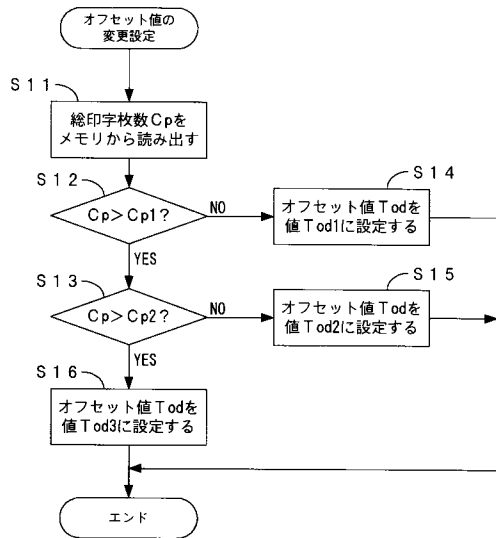 オフセット値の
変更設定
S11
総印字枚数Cpを
メモリから読み出す
S12
Cp>Cp1?
NO
S14
オフセット値Todを
値Tod1に設定する
YES
S13
Cp>Cp2?
NO
S15
オフセット値Todを
値Tod2に設定する
YES
S16
オフセット値Todを
値Tod3に設定する
エンド